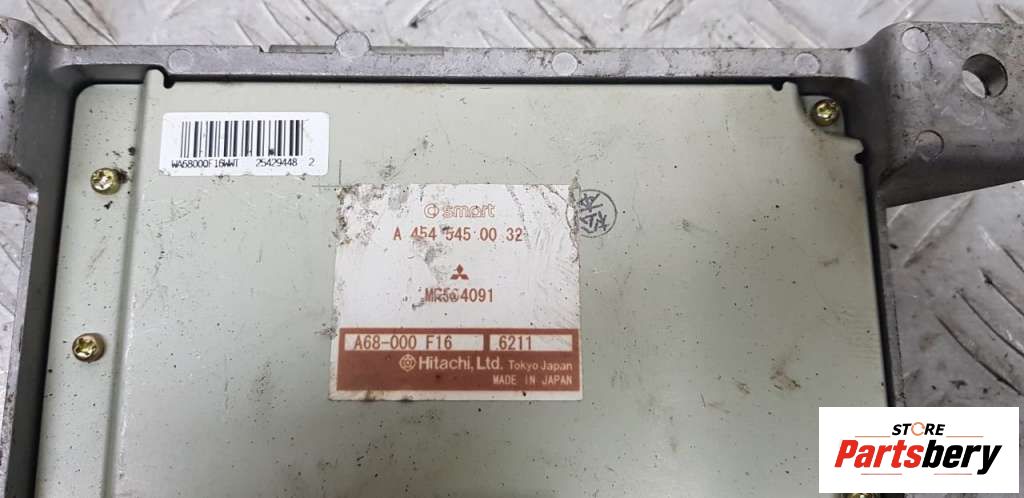 WA68000F16WWT 25429448 2
smart
A 454 545 00 32
4091
A68-000 F16 6211
Hitachi, Ltd. Tokyo Japan
MADE IN JAPAN
STORE
Partsbery